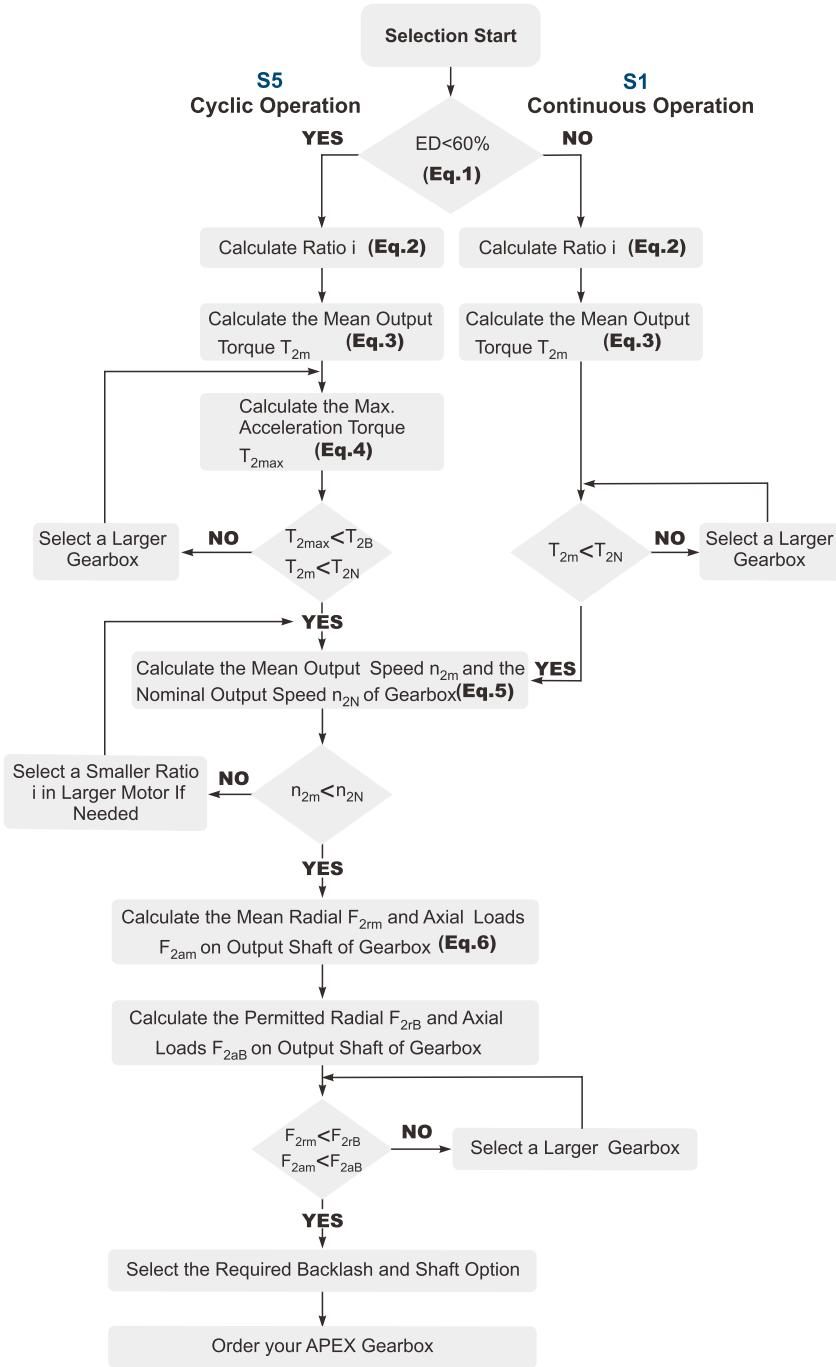 Selection Start
S5
Cyclic Operation
S1
Continuous Operation
YES
ED<60%
(Eq.1)
NO
Calculate Ratio i (Eq.2)
Calculate Ratio i (Eq.2)
Calculate the Mean Output
Torque T2m (Eq.3)
Calculate the Mean Output
Torque T2m (Eq.3)
Calculate the Max.
Acceleration Torque
T2max (Eq.4)
Select a Larger
Gearbox
NO
T2max<T2B
T2m<T2N
T2m<T2N
NO
Select a Larger
Gearbox
YES
Calculate the Mean Output Speed n2m and the
Nominal Output Speed n2N of Gearbox(Eq.5)
YES
Select a Smaller Ratio
i in Larger Motor If
Needed
NO
n2m<n2N
YES
Calculate the Mean Radial F2rm and Axial Loads
F2am on Output Shaft of Gearbox (Eq.6)
Calculate the Permitted Radial F2rB and Axial
Loads F2aB on Output Shaft of Gearbox
F2rm<F2rB
F2am<F2aB
NO
Select a Larger Gearbox
YES
Select the Required Backlash and Shaft Option
Order your APEX Gearbox